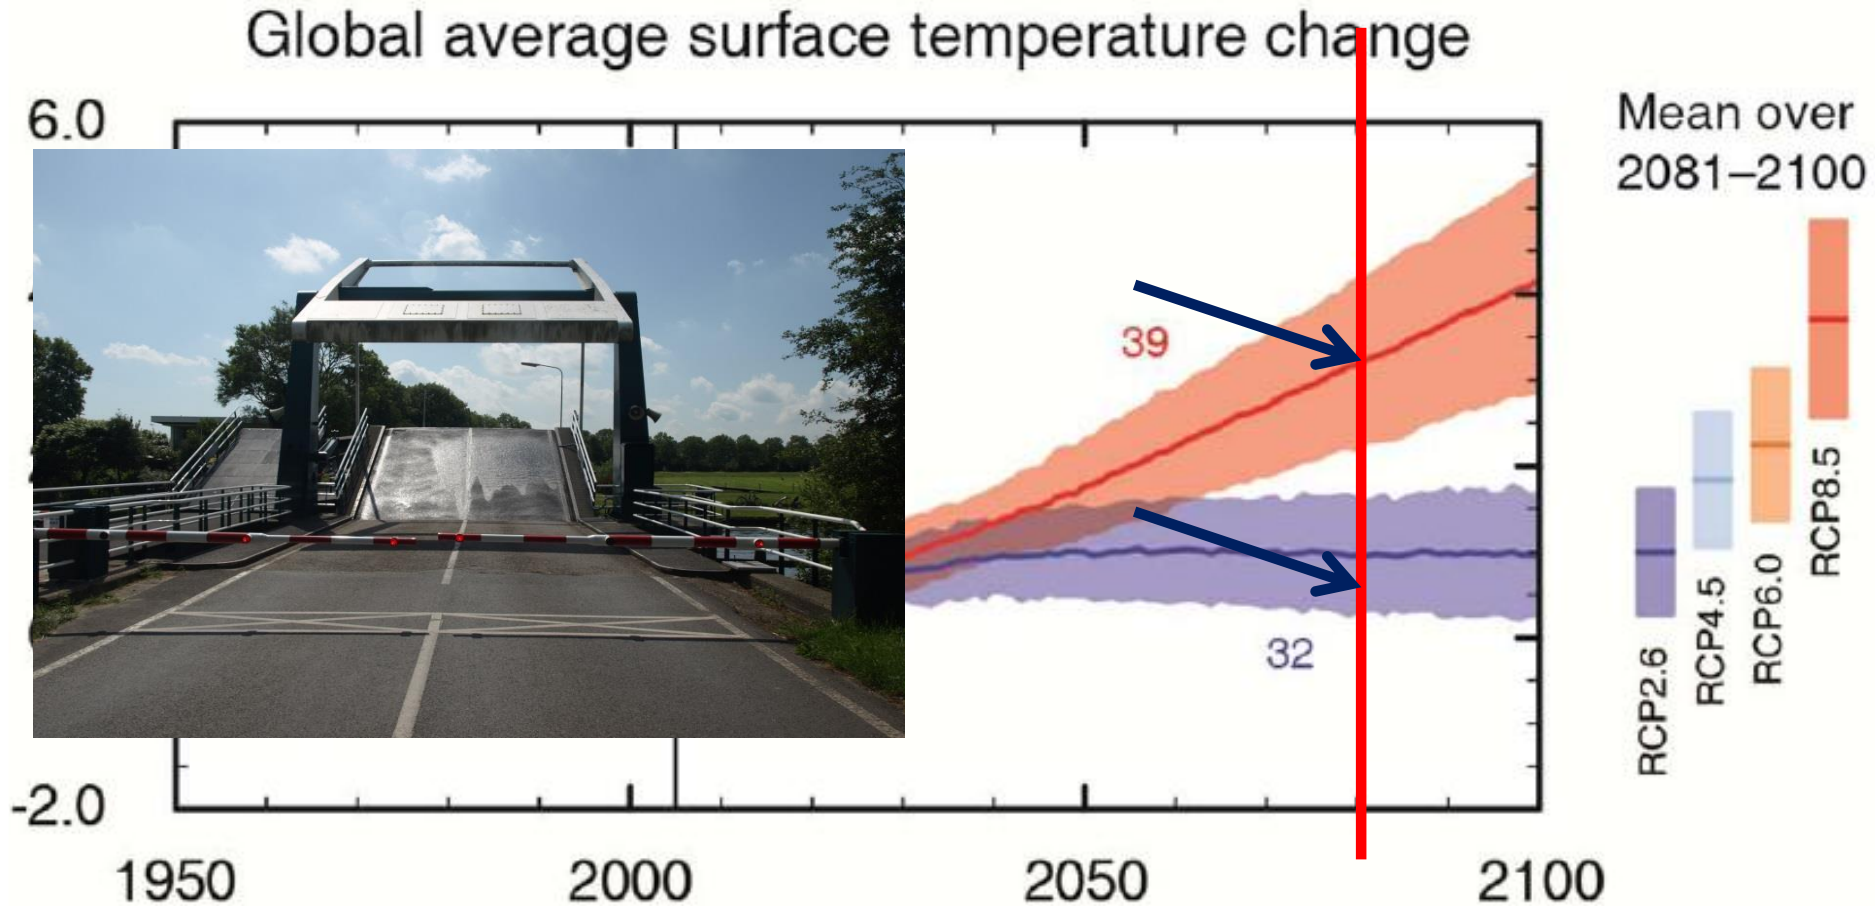 Global average surface temperature change
6.0
Mean over
2081–2100
39
32
RCP2.6
RCP4.5
RCP6.0
RCP8.5
-2.0
1950
2000
2050
2100